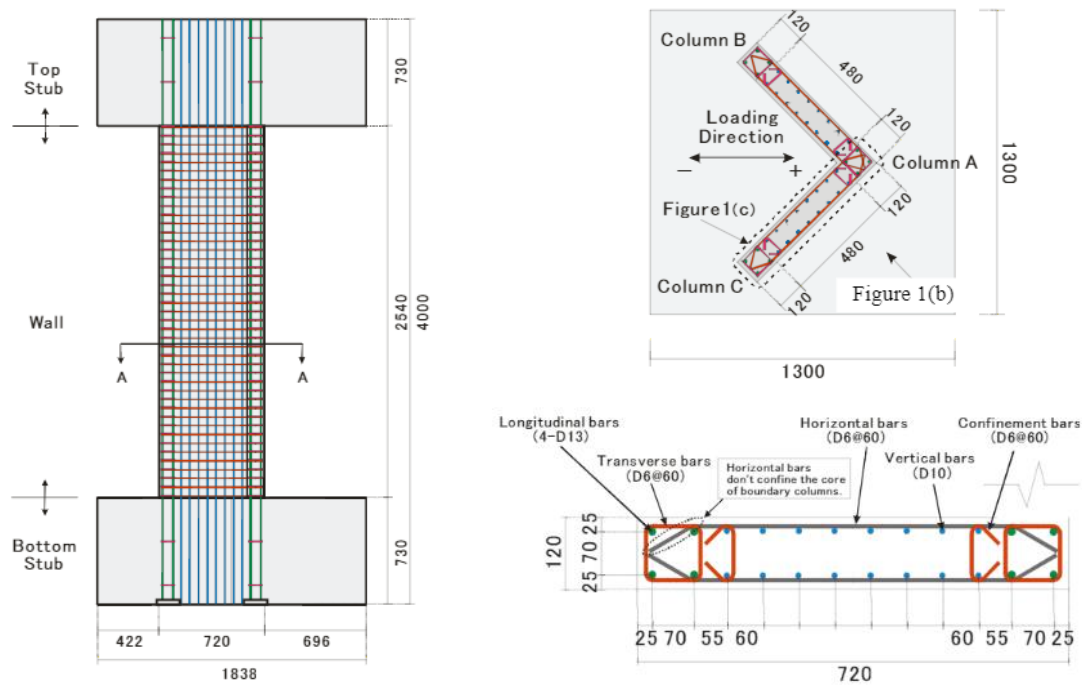 Top
Stub
Wall
A
A
Bottom
Stub
730
2540
4000
730
422
720
696
1838
120
Column B
480
Loading
Direction
−
+
120
Column A
Figure1(c)
120
480
Column C
120
Figure 1(b)
1300
1300
Longitudinal bars
(4-D13)
Transverse bars
(D6@60)
Horizontal bars
don't confine the core
of boundary columns.
Horizontal bars
(D6@60)
Vertical bars
(D10)
Confinement bars
(D6@60)
120
25
70
25
25 70 55 60
60 55 70 25
720